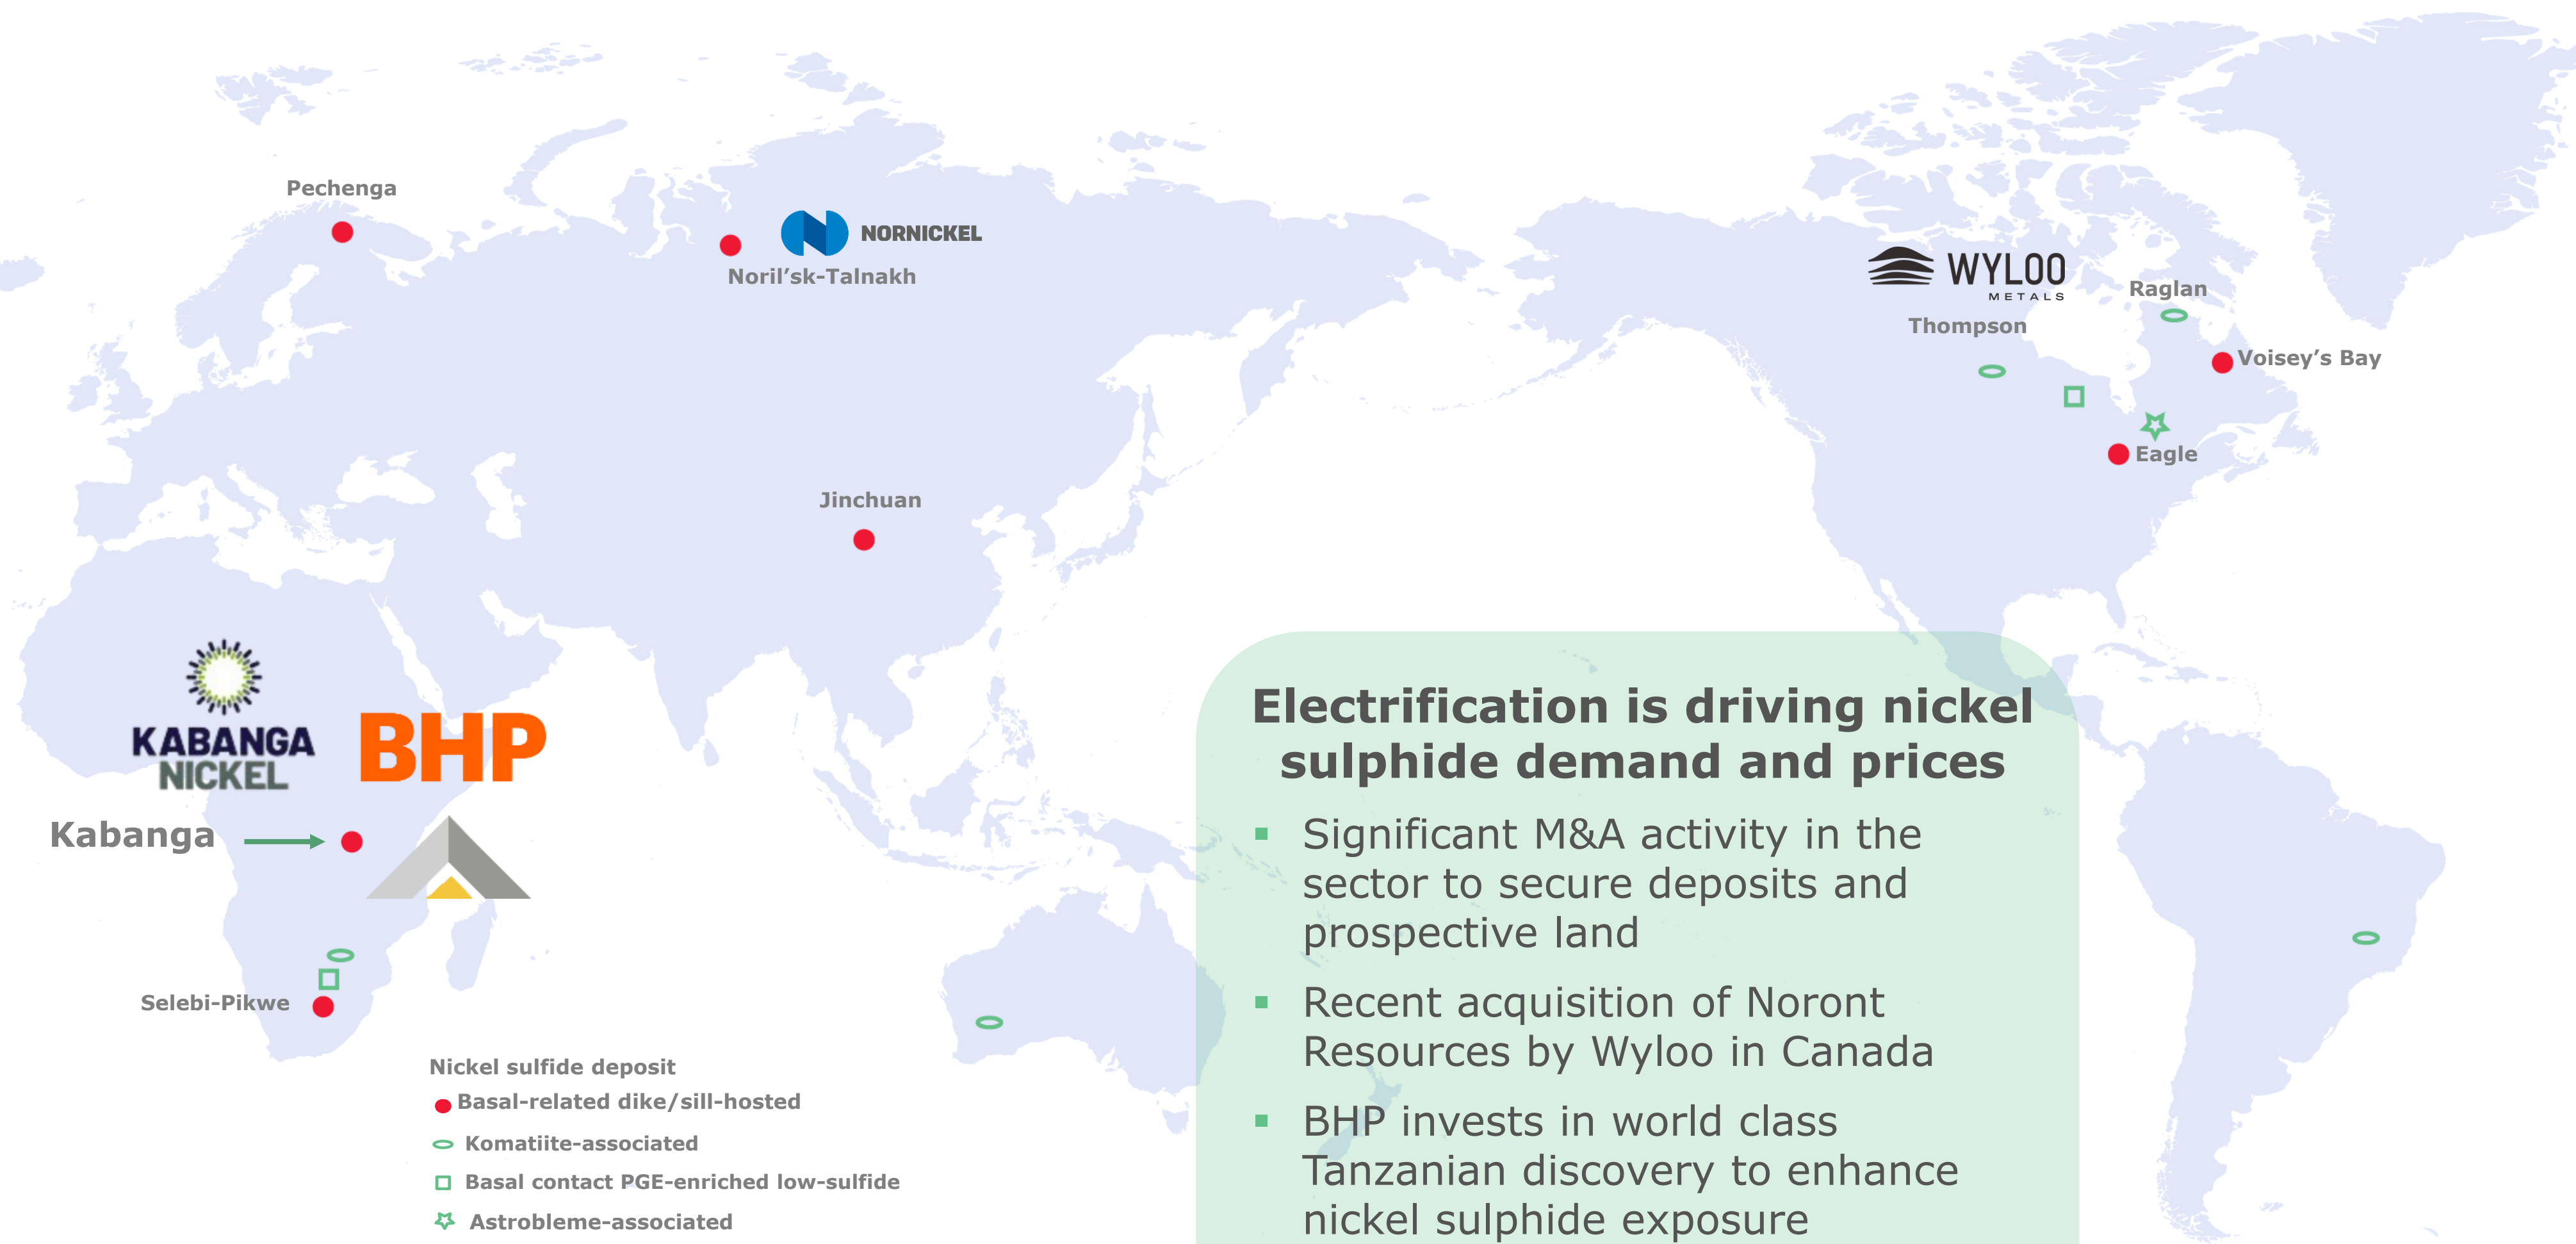 Pechenga
NORNICKEL
Noril’sk-Talnakh
WYLOO
METALS
Raglan
Thompson
Voisey’s Bay
Eagle
Jinchuan
KABANGA
NICKEL
BHP
Kabanga
Selebi-Pikwe
Nickel sulfide deposit
Basal-related dike/sill-hosted
Komatiite-associated
Basal contact PGE-enriched low-sulfide
Astrobleme-associated
Electrification is driving nickel
sulphide demand and prices
▪ Significant M&A activity in the
sector to secure deposits and
prospective land
▪ Recent acquisition of Noront
Resources by Wyloo in Canada
▪ BHP invests in world class
Tanzanian discovery to enhance
nickel sulphide exposure